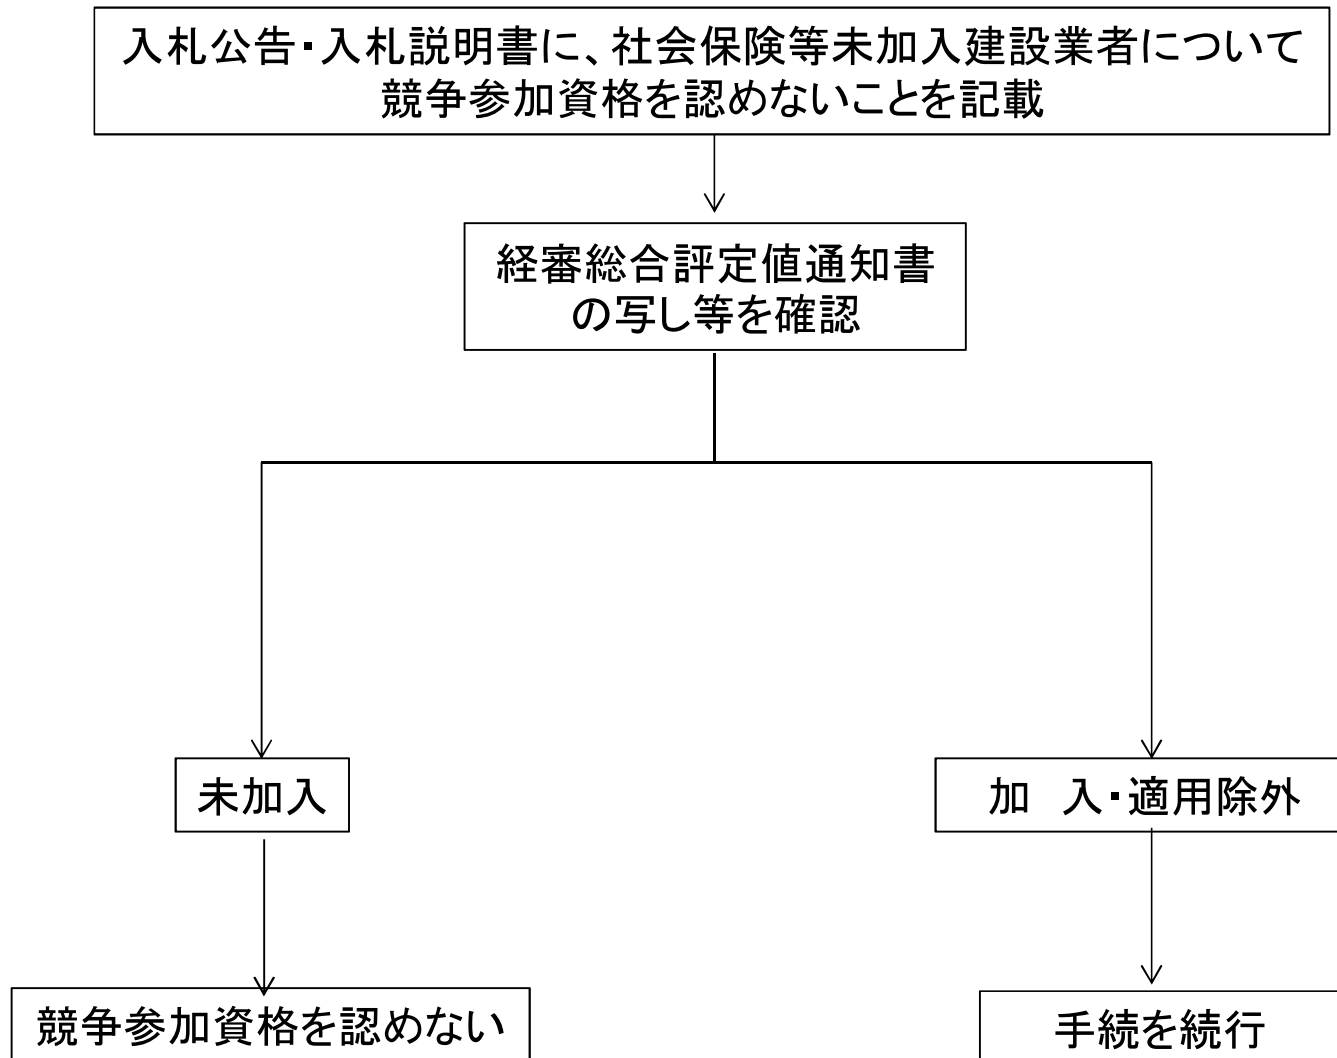 入札公告・入札説明書に、社会保険等未加入建設業者について
競争参加資格を認めないことを記載
経審総合評定値通知書
の写し等を確認
未加入
加　入・適用除外
競争参加資格を認めない
手続を続行